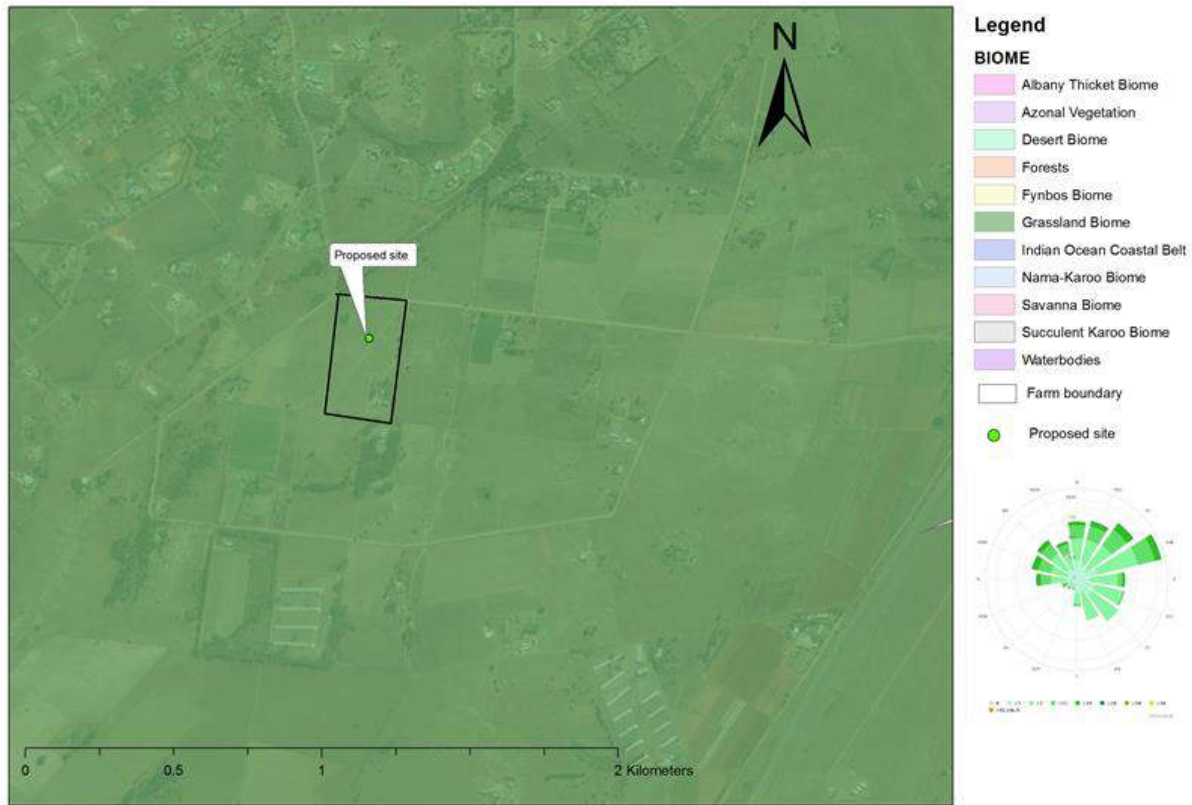 N
Proposed site
0 0.5 1 2 Kilometers
Legend
BIOME
Albany Thicket Biome
Azonal Vegetation
Desert Biome
Forests
Fynbos Biome
Grassland Biome
Indian Ocean Coastal Belt
Nama-Karoo Biome
Savanna Biome
Succulent Karoo Biome
Waterbodies
Farm boundary
Proposed site